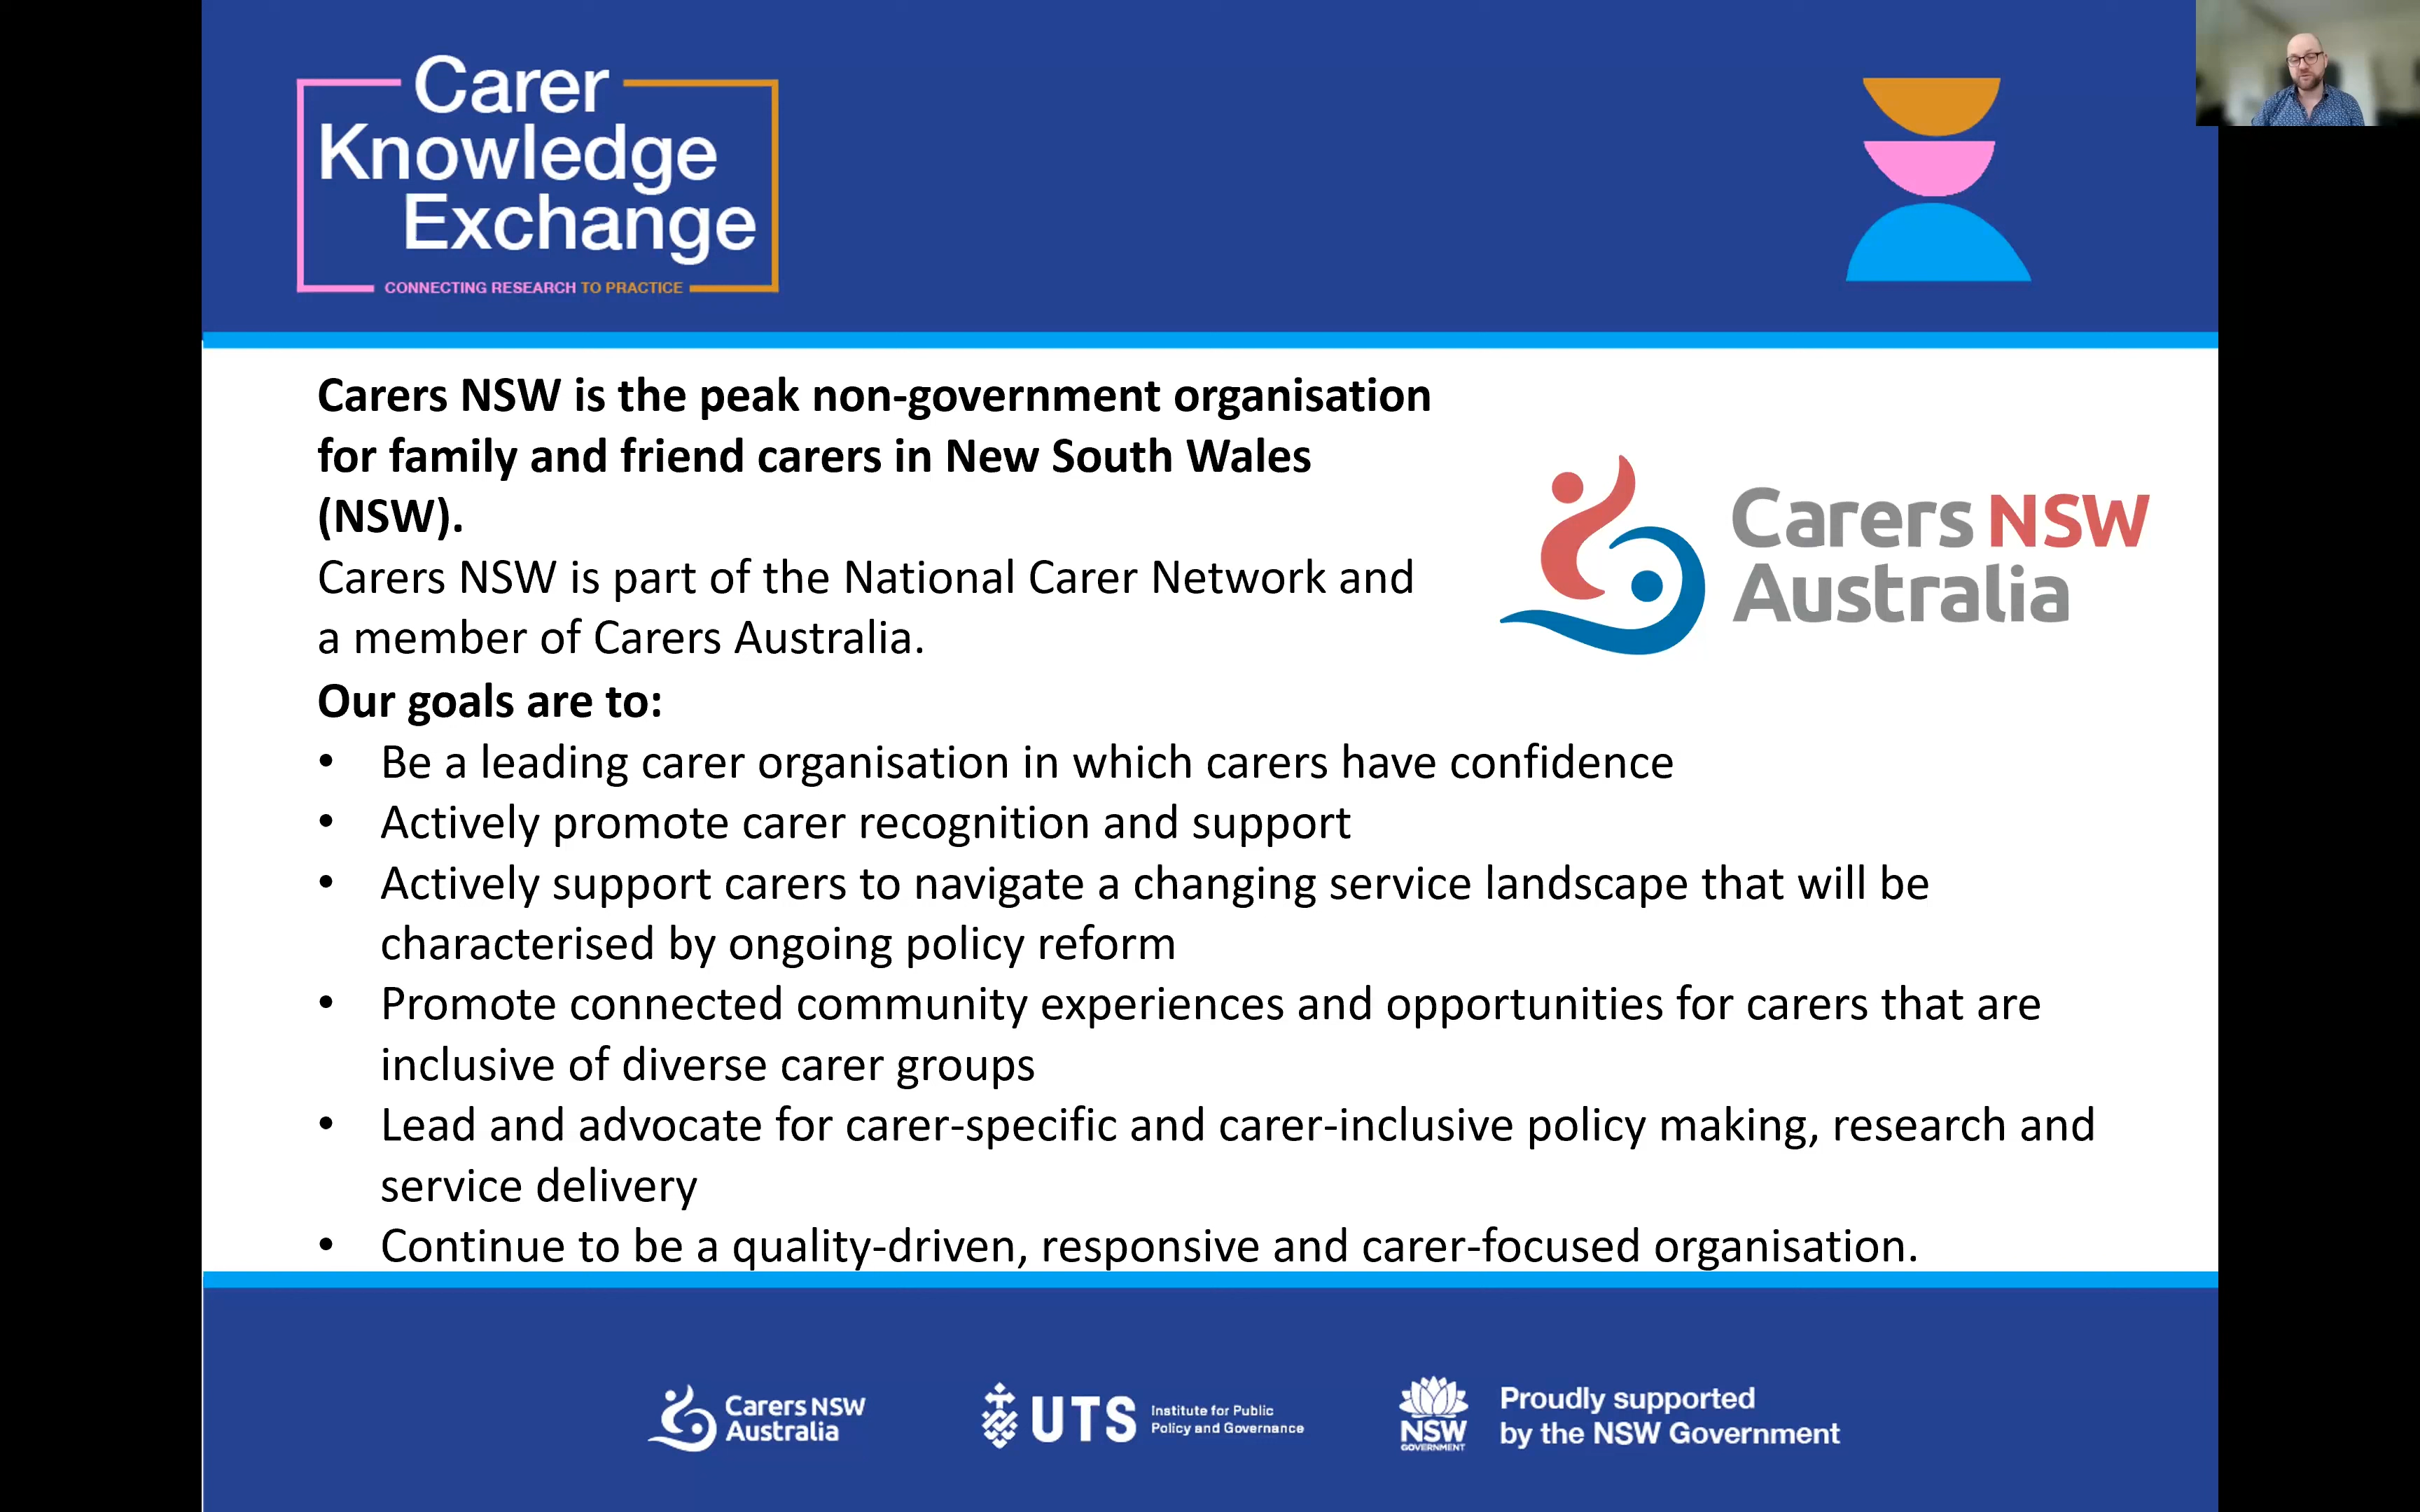 Carer
Knowledge
Exchange
CONNECTING RESEARCH TO PRACTICE
Carers NSW is the peak non-government organisation
for family and friend carers in New South Wales
(NSW).
Carers NSW is part of the National Carer Network and
a member of Carers Australia.
Carers NSW
Australia
Our goals are to:
• Be a leading carer organisation in which carers have confidence
• Actively promote carer recognition and support
• Actively support carers to navigate a changing service landscape that will be
characterised by ongoing policy reform
• Promote connected community experiences and opportunities for carers that are
inclusive of diverse carer groups
• Lead and advocate for carer-specific and carer-inclusive policy making, research and
service delivery
• Continue to be a quality-driven, responsive and carer-focused organisation.
Carers NSW
Australia
UTS
Institute for Public
Policy and Governance
NSW
GOVERNMENT
Proudly supported
by the NSW Government